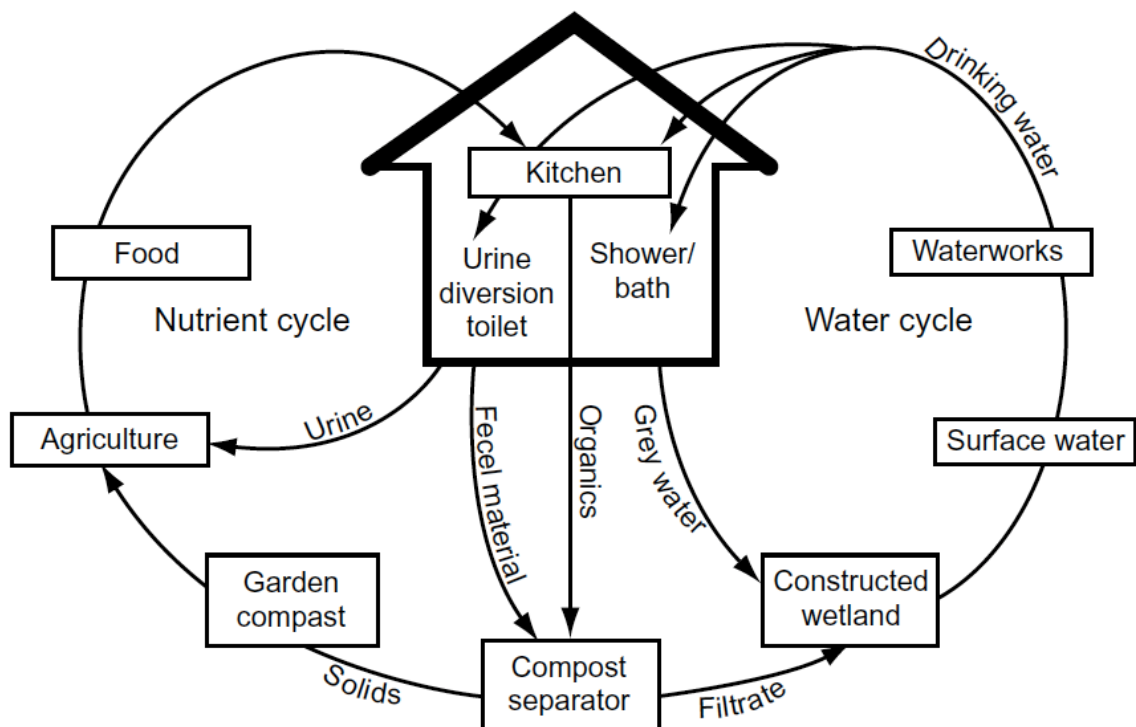 Drinking water
Kitchen
Food
Urine
diversion
toilet
Shower/
bath
Waterworks
Nutrient cycle
Water cycle
Agriculture
Urine
Fecel material
Organics
Grey water
Surface water
Garden
compast
Constructed
wetland
Solids
Compost
separator
Filtrate